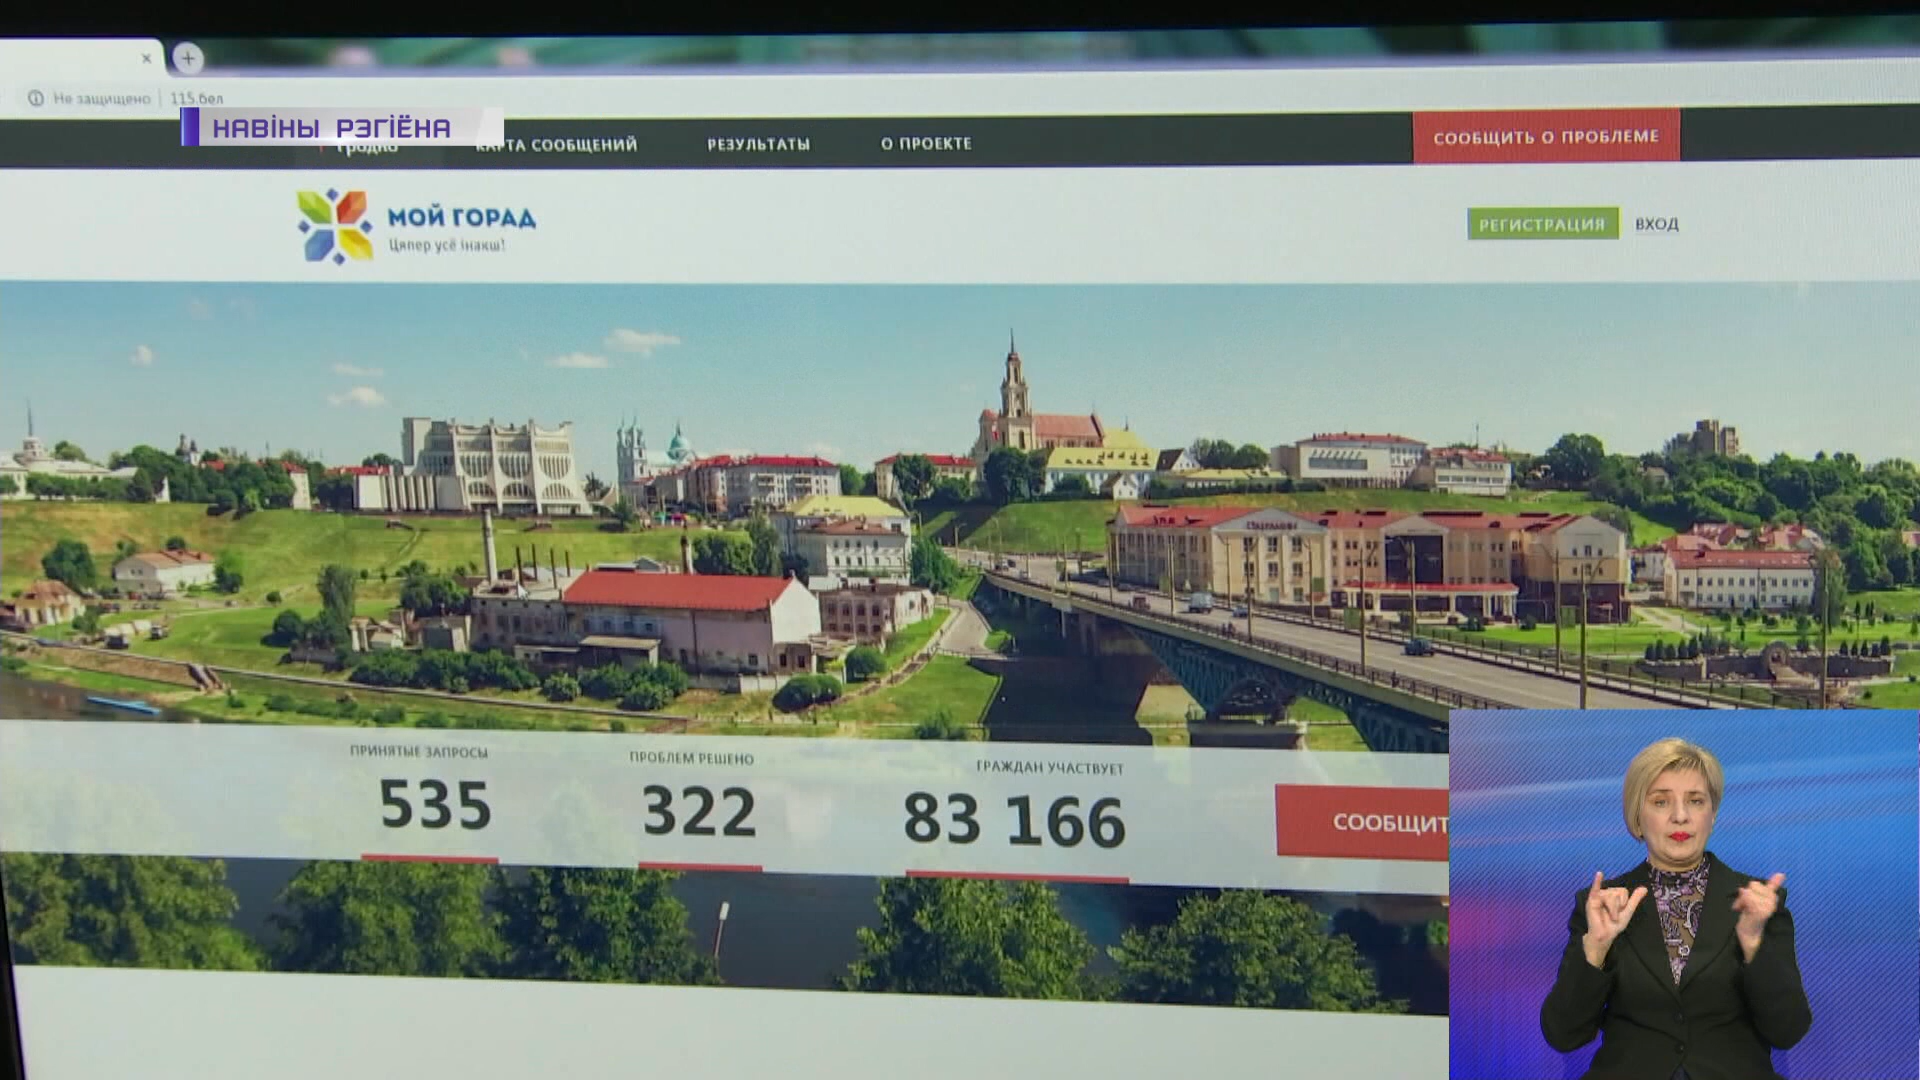 Не защищено
115.бел
НАВІНЫ РЭГІЁНА
Гродно
КАРТА СООБЩЕНИЙ
РЕЗУЛЬТАТЫ
О ПРОЕКТЕ
СООБЩИТЬ О ПРОБЛЕМЕ
МОЙ ГОРАД
Цяпер усё інакш!
РЕГИСТРАЦИЯ
ВХОД
ПРИНЯТЫЕ ЗАПРОСЫ
535
ПРОБЛЕМ РЕШЕНО
322
ГРАЖДАН УЧАСТВУЕТ
83 166
СООБЩИТ